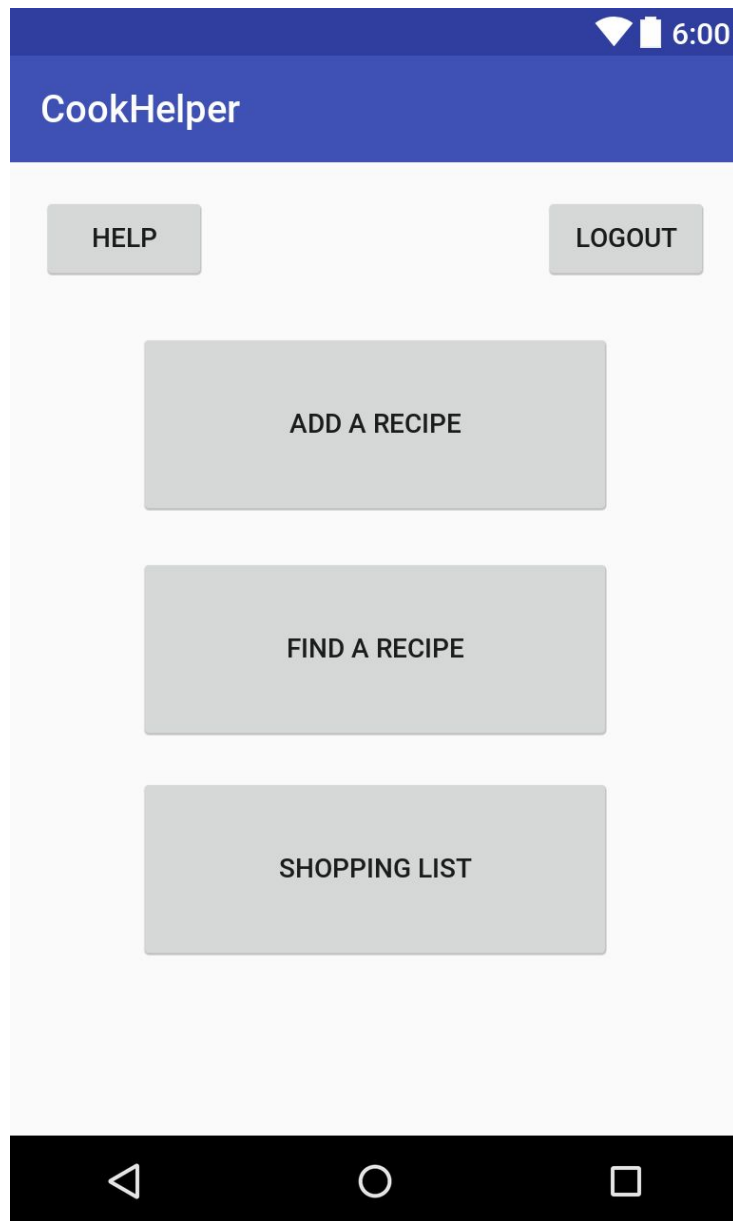 6:00
CookHelper
HELP
LOGOUT
ADD A RECIPE
FIND A RECIPE
SHOPPING LIST